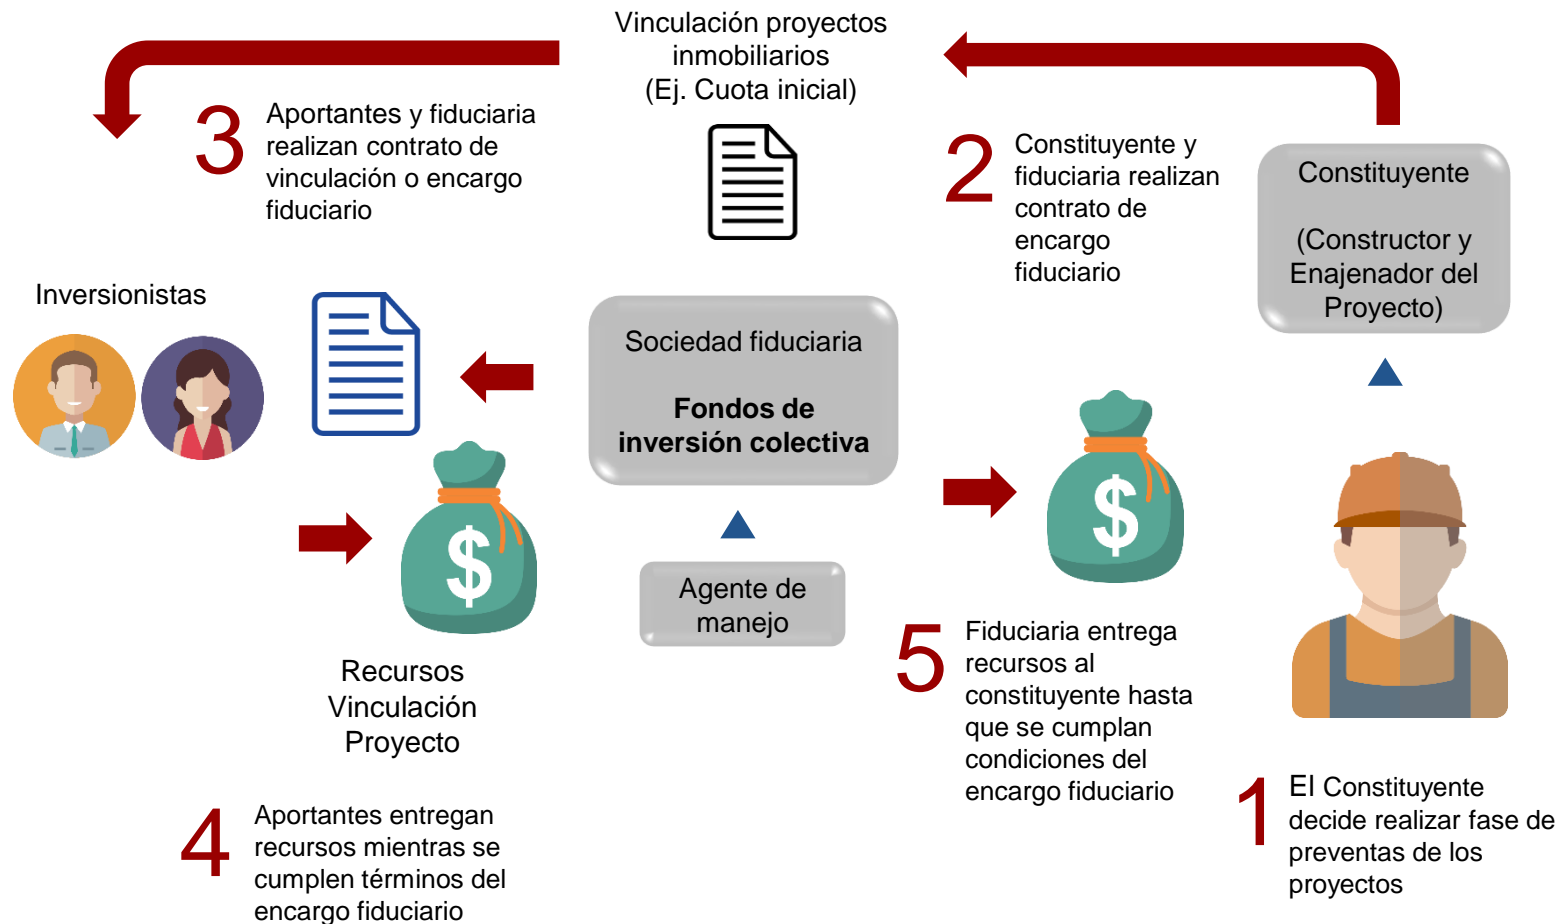 Vinculación proyectos
inmobiliarios
(Ej. Cuota inicial)
3
Aportantes y fiduciaria
realizan contrato de
vinculación o encargo
fiduciario
2
Constituyente y
fiduciaria realizan
contrato de
encargo
fiduciario
Constituyente
(Constructor y
Enajenador del
Proyecto)
Inversionistas
Sociedad fiduciaria
Fondos de
inversión colectiva
$
$
Agente de
manejo
Recursos
Vinculación
Proyecto
5
Fiduciaria entrega
recursos al
constituyente hasta
que se cumplan
condiciones del
encargo fiduciario
1
El Constituyente
decide realizar fase de
preventas de los
proyectos
4
Aportantes entregan
recursos mientras se
cumplen términos del
encargo fiduciario